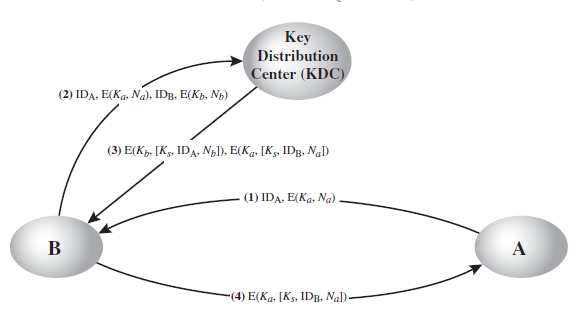 Key
Distribution
Center (KDC)
(2) IDA, E(Ka, Na), IDB, E(Kb, Nb)
(3) E(Kb, [Ks, IDA, Nb]), E(Ka, [Ks, IDB, Na])
(1) IDA, E(Ka, Na)
B
A
(4) E(Ka, [Ks, IDB, Na])